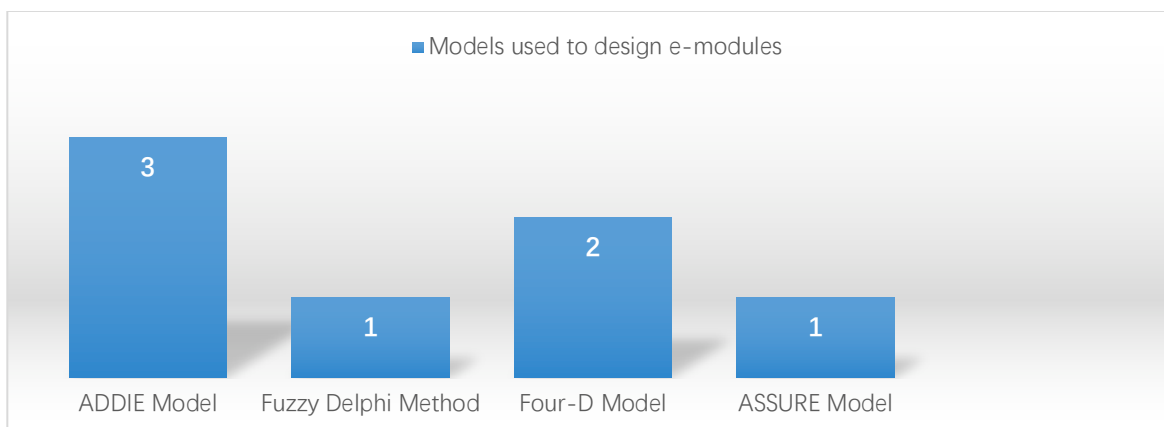 Models used to design e-modules
3
1
2
1
ADDIE Model
Fuzzy Delphi Method
Four-D Model
ASSURE Model